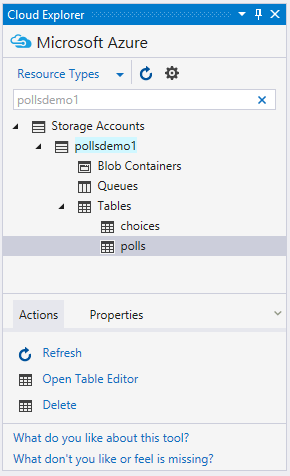 Cloud Explorer
Microsoft Azure
Resource Types
pollsdemo1
Storage Accounts
pollsdemo1
Blob Containers
Queues
Tables
choices
polls
Actions Properties
Refresh
Open Table Editor
Delete
What do you like about this tool?
What don't you like or feel is missing?